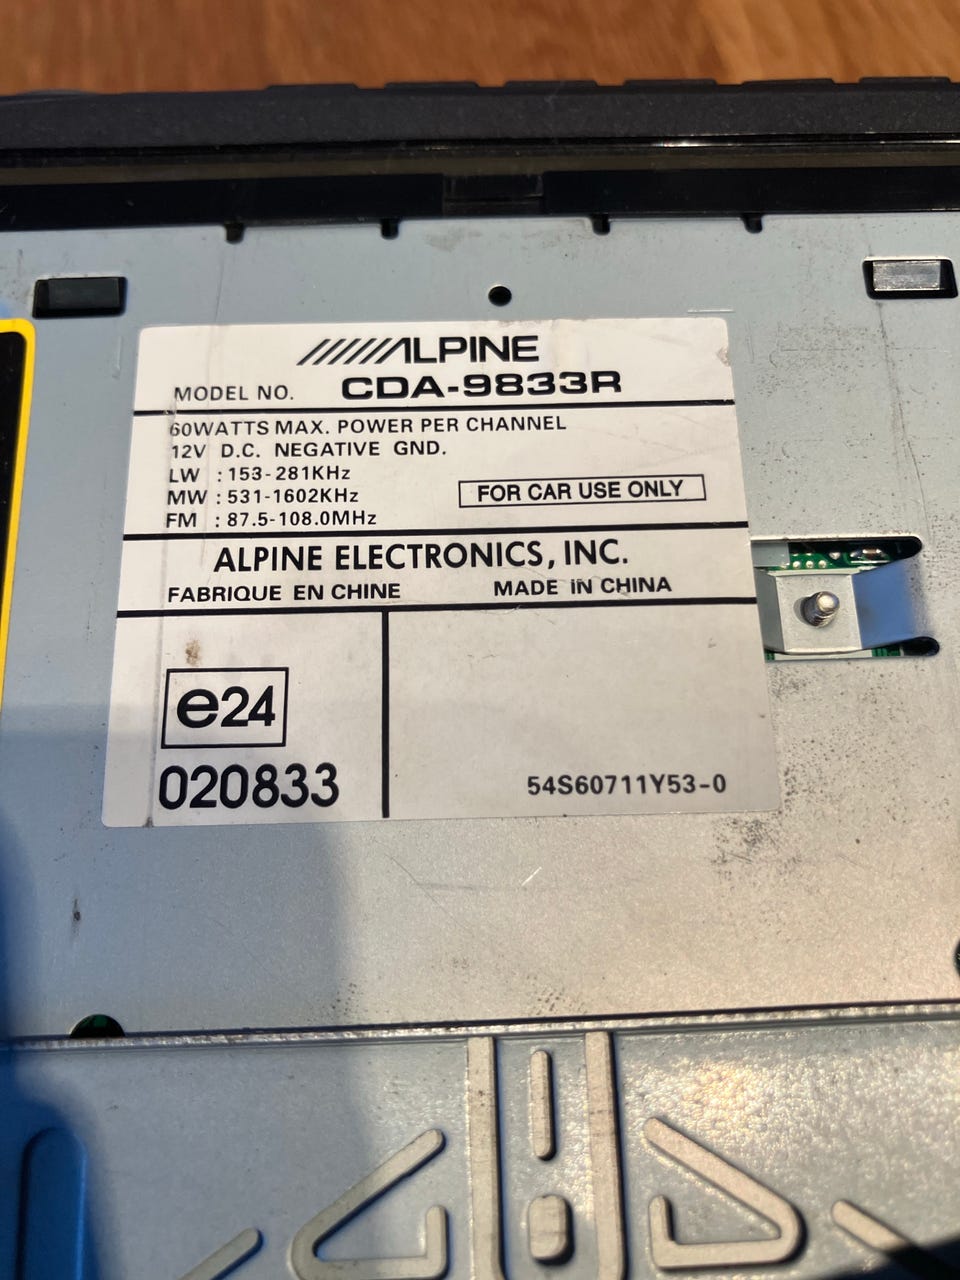 ALPINE
MODEL NO. CDA-9833R
60WATTS MAX. POWER PER CHANNEL
12V D.C. NEGATIVE GND.
LW : 153-281KHz
MW : 531-1602KHz
FM : 87.5-108.0MHz
FOR CAR USE ONLY
ALPINE ELECTRONICS, INC.
FABRIQUE EN CHINE MADE IN CHINA
e24
020833
54S60711Y53-0